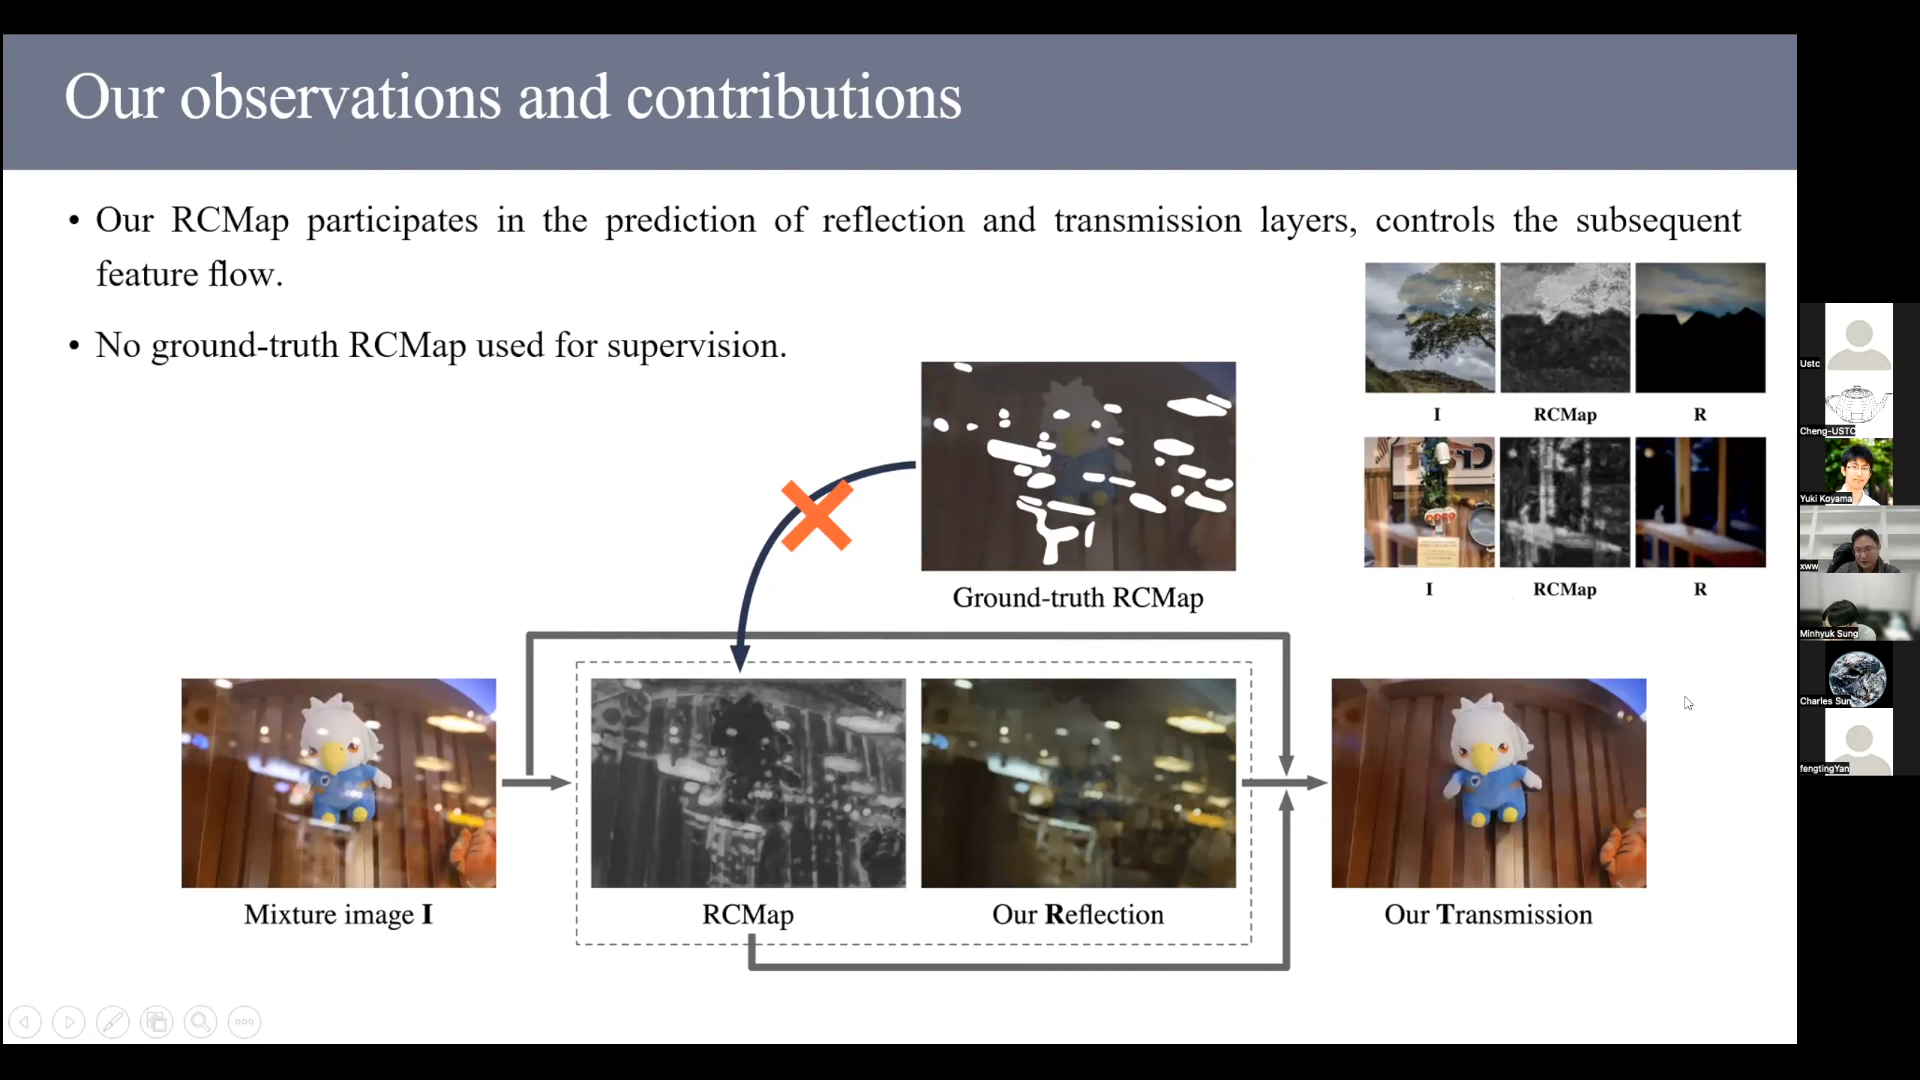 Our observations and contributions
• Our RCMap participates in the prediction of reflection and transmission layers, controls the subsequent
feature flow.
• No ground-truth RCMap used for supervision.
I RCMap R
I RCMap R
Ground-truth RCMap
Mixture image I
RCMap
Our Reflection
Our Transmission
Ustc
Cheng-USTC
Yuki Koyama
xww
Minhyuk Sung
Charles Sun
fengtingYan